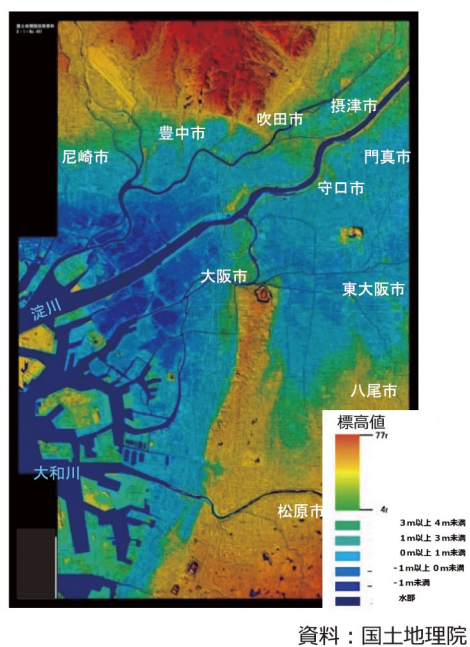 吹田市
摂津市
豊中市
尼崎市
門真市
守口市
大阪市
東大阪市
淀川
八尾市
大和川
松原市
標高値
77m
4m
3m以上 4m未満
1m以上 3m未満
0m以上 1m未満
-1m以上 0m未満
-1m未満
水部
資料：国土地理院